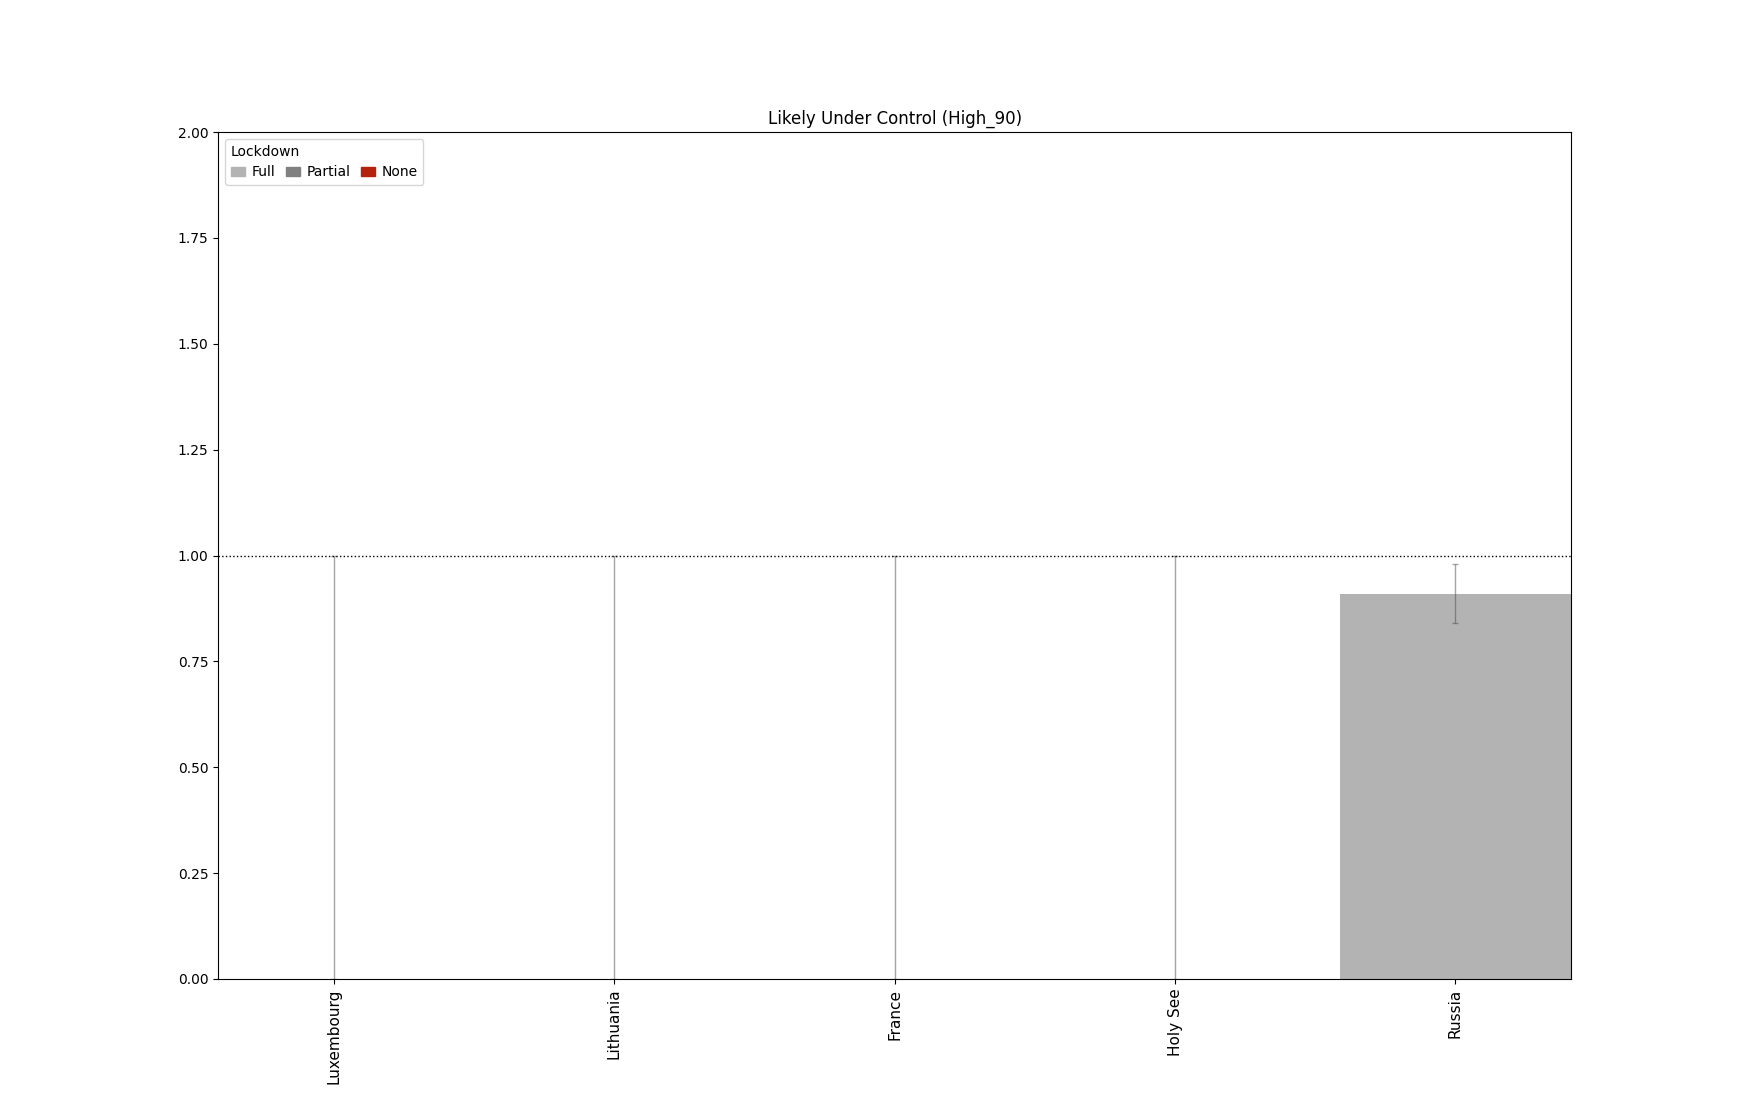 Likely Under Control (High_90)
2.00
Lockdown
Full Partial None
1.75
1.50
1.25
1.00
0.75
0.50
0.25
0.00
Luxembourg
Lithuania
France
Holy See
Russia